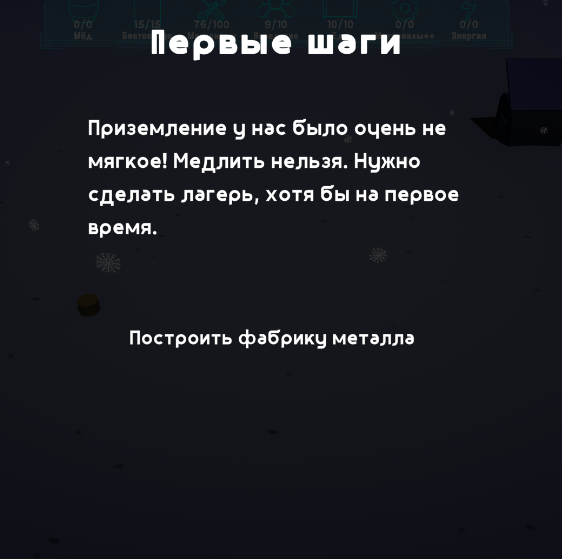 0/0 15/15 76/100 9/10 10/10 0/0 0/0
Мёд Энергия
Первые шаги
Приземление у нас было очень не
мягкое! Медлить нельзя. Нужно
сделать лагерь, хотя бы на первое
время.
Построить фабрику металла